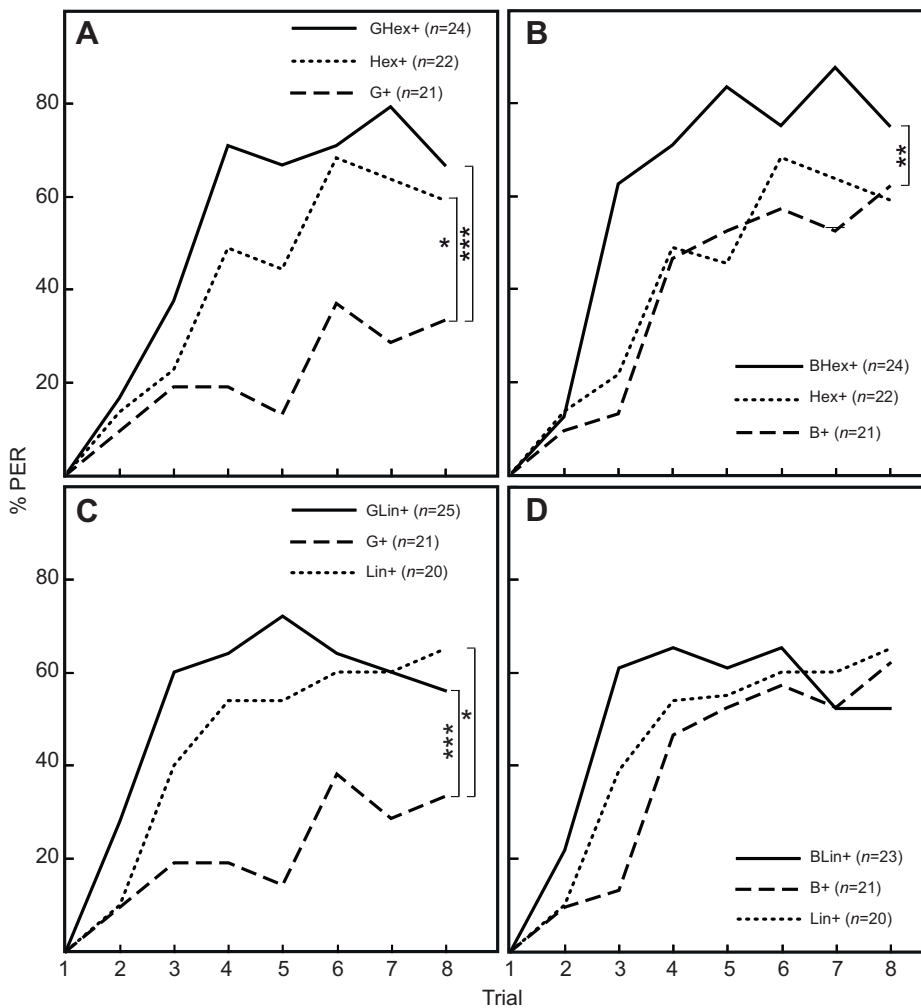 A
GHex+ (n=24)
Hex+ (n=22)
G+ (n=21)
80
60
40
20
*
***
B
**
BHex+ (n=24)
Hex+ (n=22)
B+ (n=21)
% PER
C
GLin+ (n=25)
G+ (n=21)
Lin+ (n=20)
80
60
40
20
***
*
1 2 3 4 5 6 7 8
D
BLin+ (n=23)
B+ (n=21)
Lin+ (n=20)
1 2 3 4 5 6 7 8
Trial